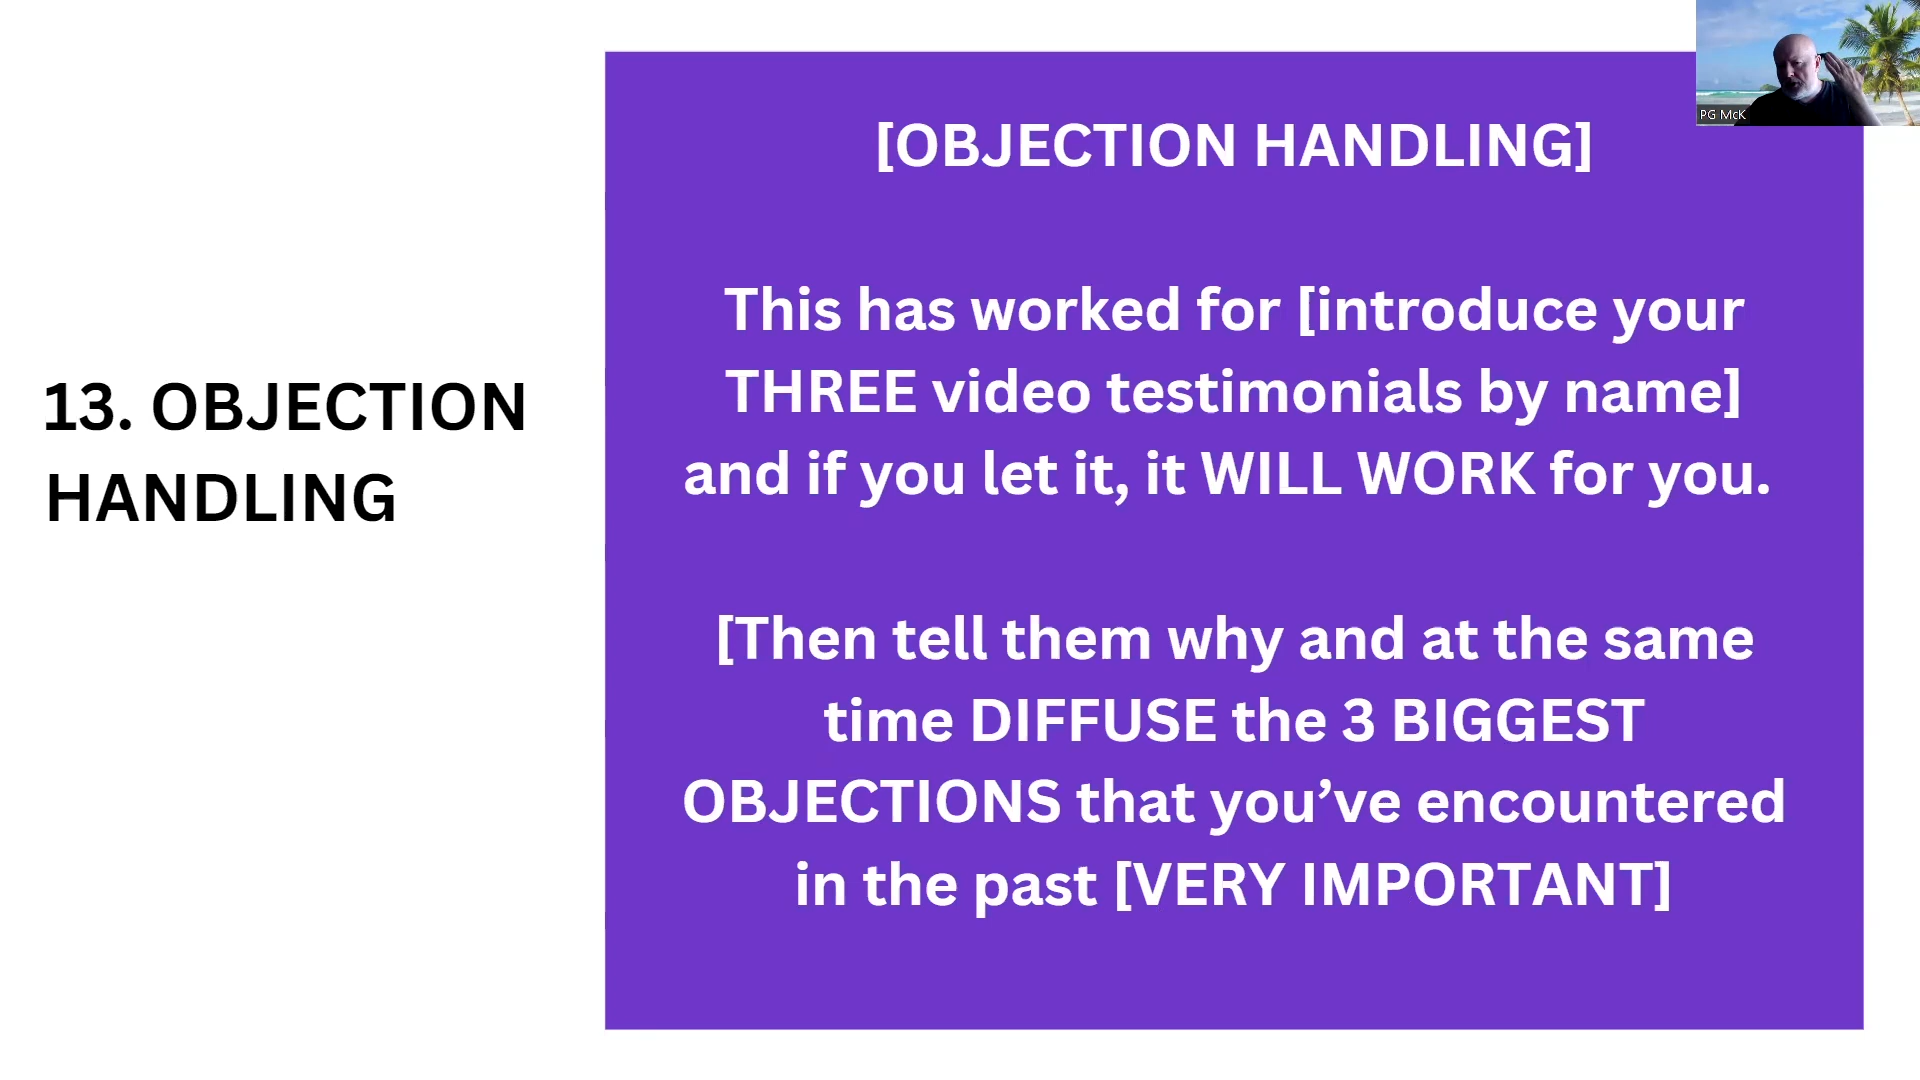 13. OBJECTION
HANDLING
[OBJECTION HANDLING]
This has worked for [introduce your
THREE video testimonials by name]
and if you let it, it WILL WORK for you.
[Then tell them why and at the same
time DIFFUSE the 3 BIGGEST
OBJECTIONS that you’ve encountered
in the past [VERY IMPORTANT]
PG McK